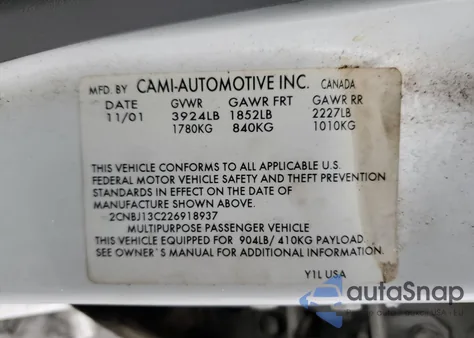 MFD. BY CAMI-AUTOMOTIVE INC. CANADA
DATE GVWR GAWR FRT GAWR RR
11/01 3924LB 1852LB 2227LB
1780KG 840KG 1010KG
THIS VEHICLE CONFORMS TO ALL APPLICABLE U.S.
FEDERAL MOTOR VEHICLE SAFETY AND THEFT PREVENTION
STANDARDS IN EFFECT ON THE DATE OF
MANUFACTURE SHOWN ABOVE.
2CNBJ13C226918937
MULTIPURPOSE PASSENGER VEHICLE
THIS VEHICLE EQUIPPED FOR 904LB/ 410KG PAYLOAD
SEE OWNER`S MANUAL FOR ADDITIONAL INFORMATION.
Y1L USA
autoSnap